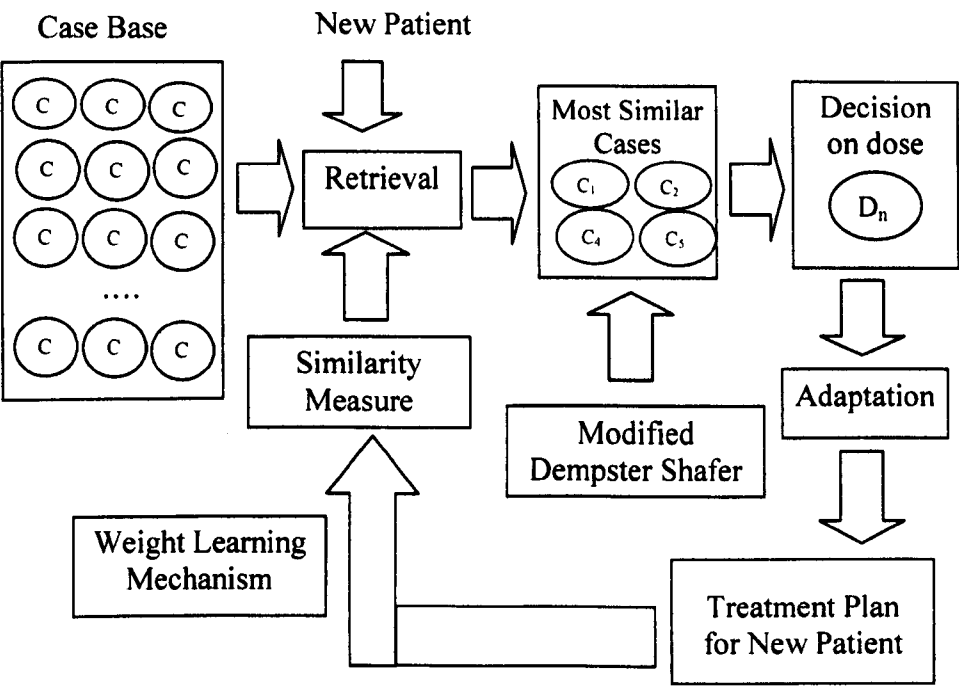 Case Base
New Patient
C C C
C C C
C C C
....
C C C
Retrieval
Most Similar
Cases
C₁ C₂
C₄ C₅
Decision
on dose
Dₙ
Similarity
Measure
Modified
Dempster Shafer
Adaptation
Weight Learning
Mechanism
Treatment Plan
for New Patient